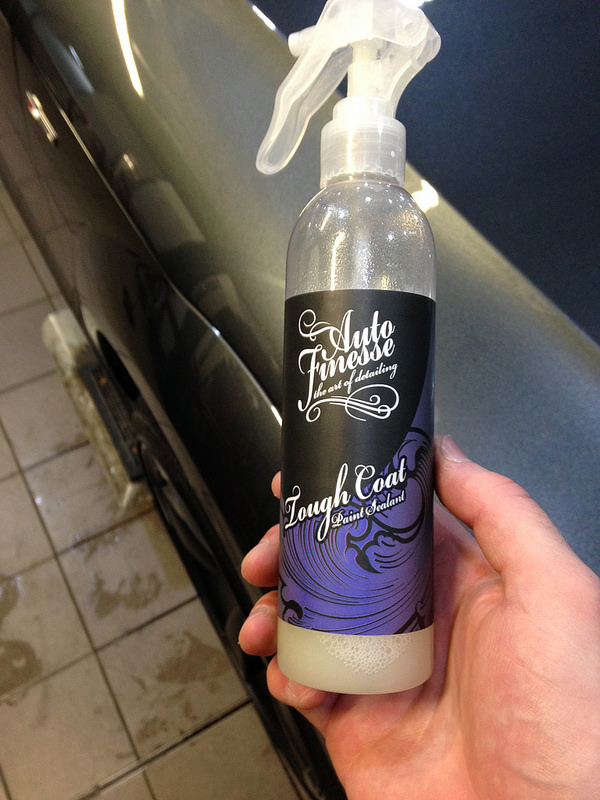 Auto
Finesse
the art of detailing
Tough Coat
Paint Sealant